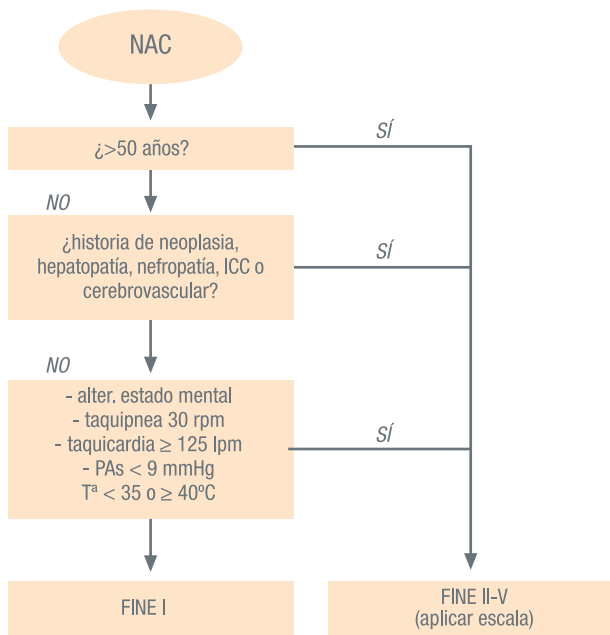 NAC
¿>50 años?
SÍ
NO
¿historia de neoplasia,
hepatopatía, nefropatía, ICC o
cerebrovascular?
SÍ
NO
- alter. estado mental
- taquipnea 30 rpm
- taquicardia ≥ 125 lpm
- PAs < 9 mmHg
Tª < 35 o ≥ 40ºC
SÍ
FINE I
FINE II-V
(aplicar escala)